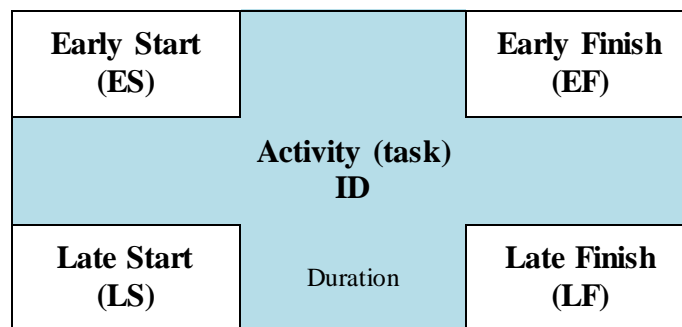 Early Start
(ES)
Early Finish
(EF)
Activity (task)
ID
Late Start
(LS)
Duration
Late Finish
(LF)